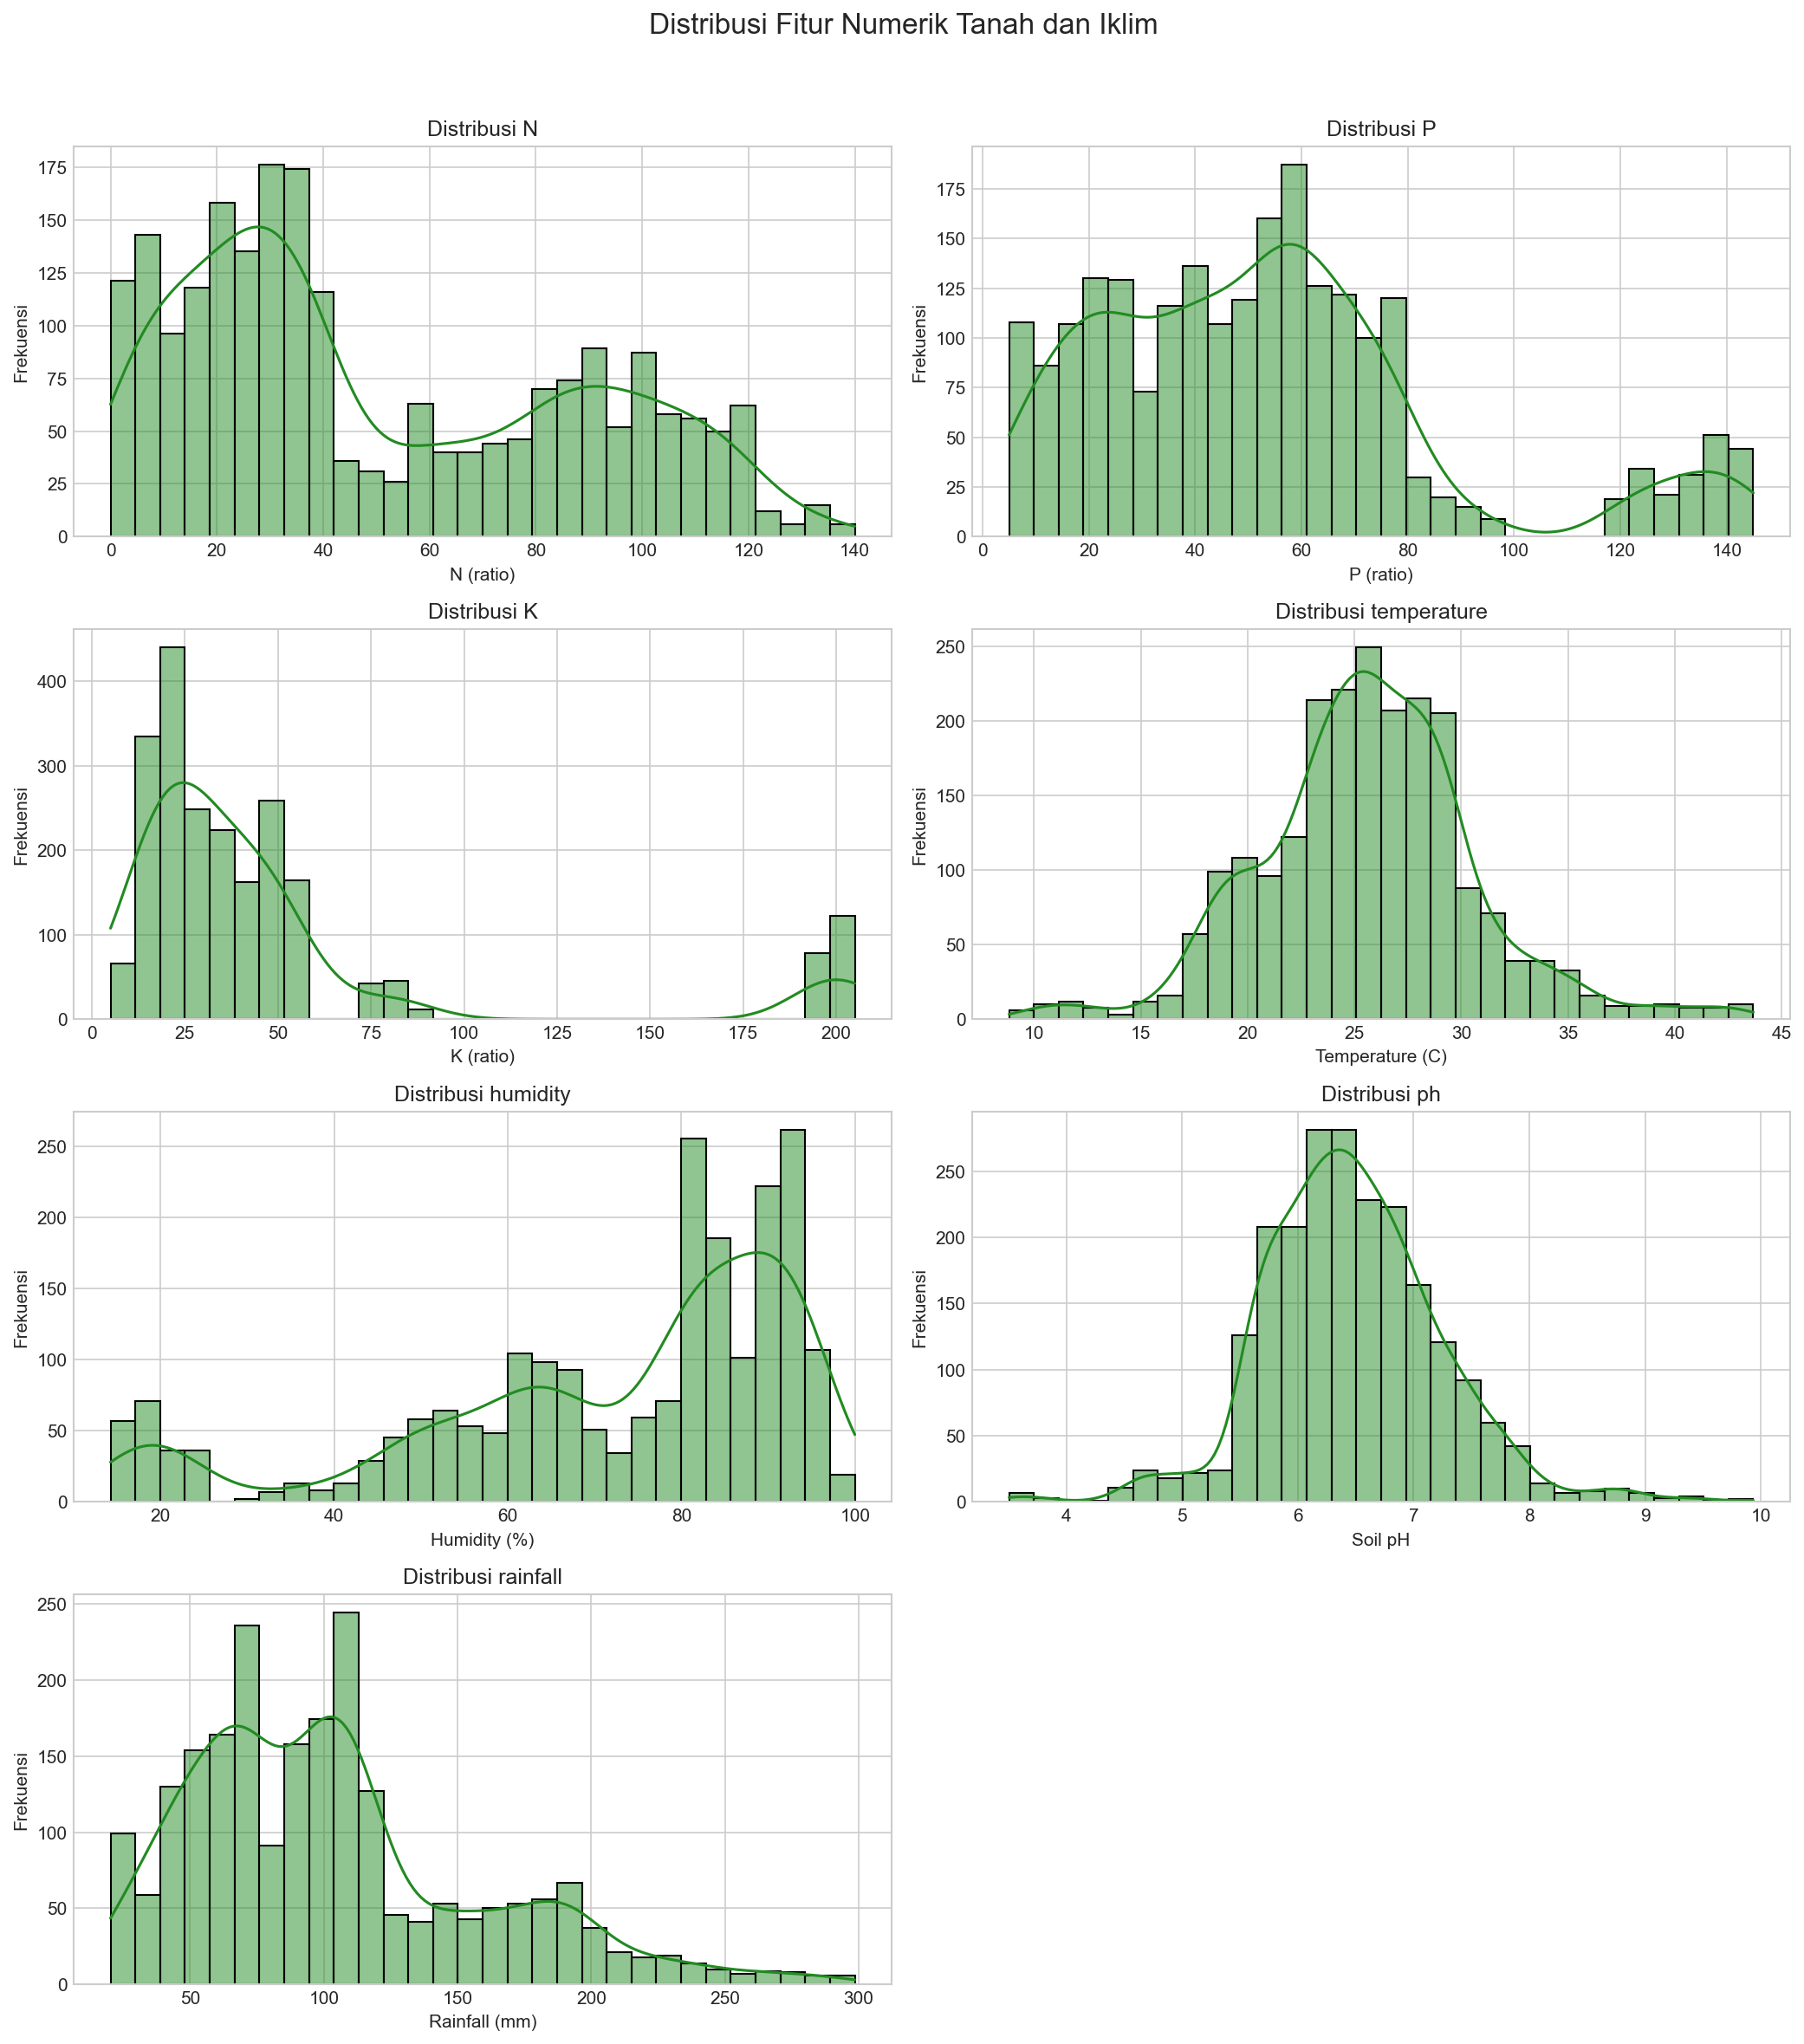 Distribusi Fitur Numerik Tanah dan Iklim
Distribusi N
Frekuensi
175
150
125
100
75
50
25
0
0 20 40 60 80 100 120 140
N (ratio)
Distribusi P
Frekuensi
175
150
125
100
75
50
25
0
0 20 40 60 80 100 120 140
P (ratio)
Distribusi K
Frekuensi
400
300
200
100
0
0 25 50 75 100 125 150 175 200
K (ratio)
Distribusi temperature
Frekuensi
250
200
150
100
50
0
10 15 20 25 30 35 40 45
Temperature (C)
Distribusi humidity
Frekuensi
250
200
150
100
50
0
20 40 60 80 100
Humidity (%)
Distribusi ph
Frekuensi
250
200
150
100
50
0
4 5 6 7 8 9 10
Soil pH
Distribusi rainfall
Frekuensi
250
200
150
100
50
0
50 100 150 200 250 300
Rainfall (mm)